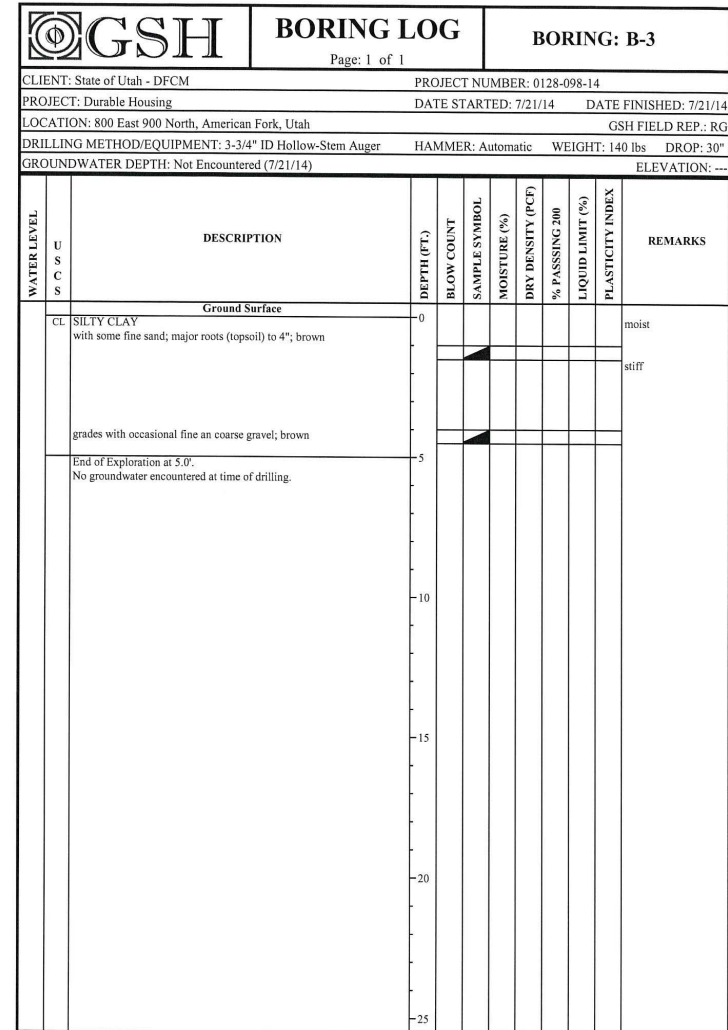 GSH
BORING LOG
Page: 1 of 1
BORING: B-3
CLIENT: State of Utah - DFCM
PROJECT NUMBER: 0128-098-14
PROJECT: Durable Housing
DATE STARTED: 7/21/14 DATE FINISHED: 7/21/14
LOCATION: 800 East 900 North, American Fork, Utah
GSH FIELD REP.: RG
DRILLING METHOD/EQUIPMENT: 3-3/4" ID Hollow-Stem Auger
HAMMER: Automatic WEIGHT: 140 lbs DROP: 30"
GROUNDWATER DEPTH: Not Encountered (7/21/14)
ELEVATION: ---
WATER LEVEL
U
S
C
S
DESCRIPTION
DEPTH (FT.)
BLOW COUNT
SAMPLE SYMBOL
MOISTURE (%)
DRY DENSITY (PCF)
% PASSSING 200
LIQUID LIMIT (%)
PLASTICITY INDEX
REMARKS
Ground Surface
0
CL SILTY CLAY
moist
with some fine sand; major roots (topsoil) to 4"; brown
stiff
grades with occasional fine an coarse gravel; brown
5
End of Exploration at 5.0'.
No groundwater encountered at time of drilling.
10
15
20
25